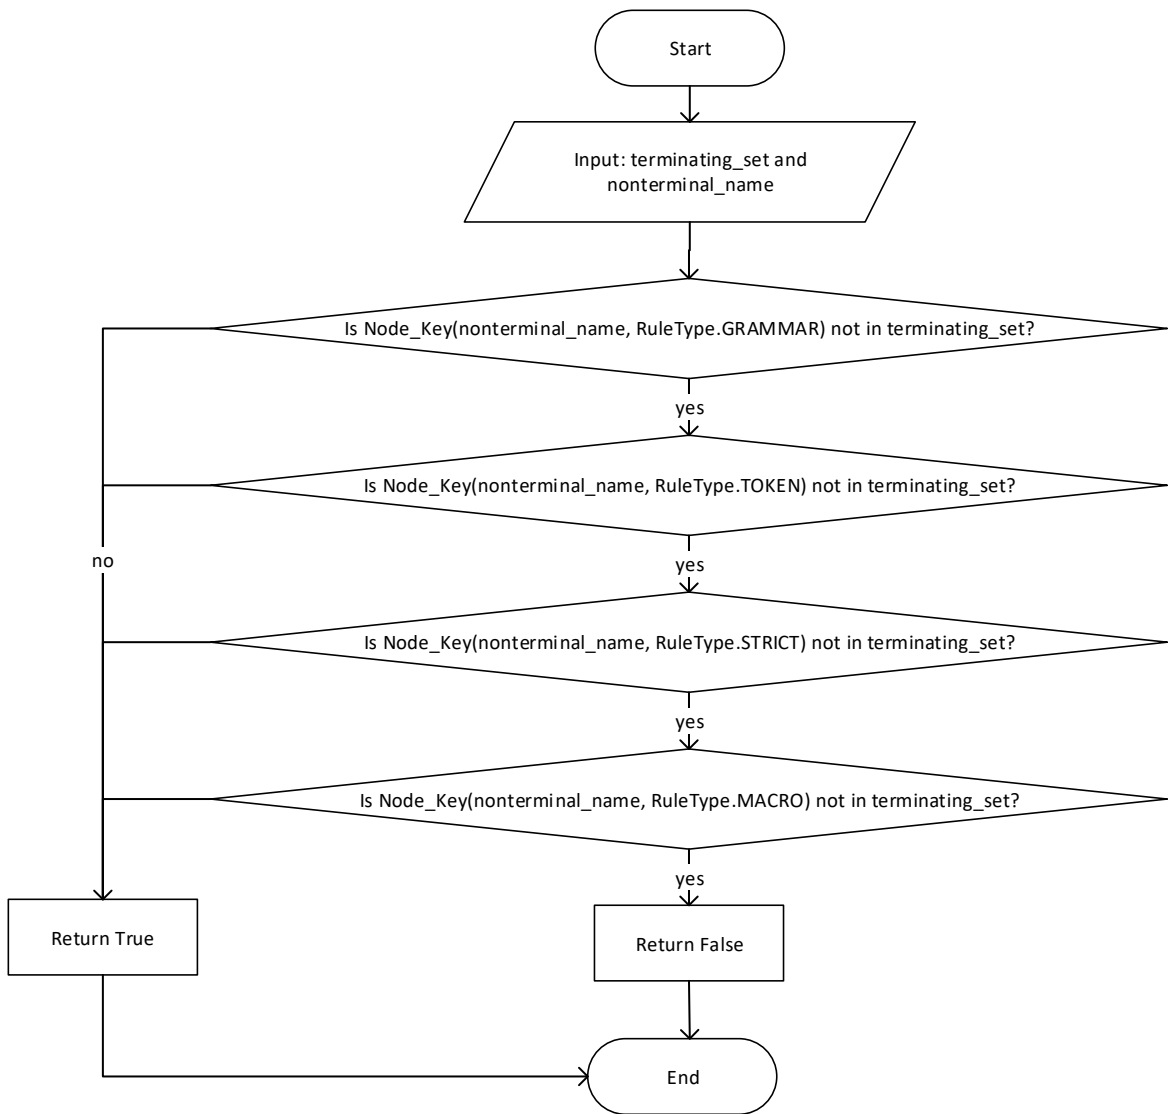 Start
Input: terminating_set and
nonterminal_name
Is Node_Key(nonterminal_name, RuleType.GRAMMAR) not in terminating_set?
yes
Is Node_Key(nonterminal_name, RuleType.TOKEN) not in terminating_set?
no
yes
Is Node_Key(nonterminal_name, RuleType.STRICT) not in terminating_set?
yes
Is Node_Key(nonterminal_name, RuleType.MACRO) not in terminating_set?
yes
Return True
Return False
End